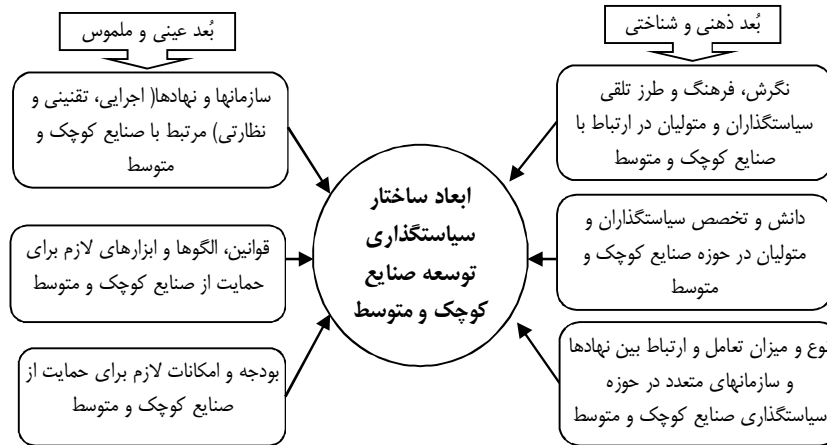 بُعد ذهنی و شناختی
نگرش، فرهنگ و طرز تلقی
سیاستگذاران و متولیان در ارتباط با
صنایع کوچک و متوسط
دانش و تخصص سیاستگذاران و
متولیان در حوزه صنایع کوچک و
متوسط
نوع و میزان تعامل و ارتباط بین نهادها
و سازمانهای متعدد در حوزه
سیاستگذاری صنایع کوچک و متوسط
ابعاد ساختار
سیاستگذاری
توسعه صنایع
کوچک و متوسط
بُعد عینی و ملموس
سازمانها و نهادها( اجرایی، تقنینی و
نظارتی) مرتبط با صنایع کوچک و
متوسط
قوانین، الگوها و ابزارهای لازم برای
حمایت از صنایع کوچک و متوسط
بودجه و امکانات لازم برای حمایت از
صنایع کوچک و متوسط